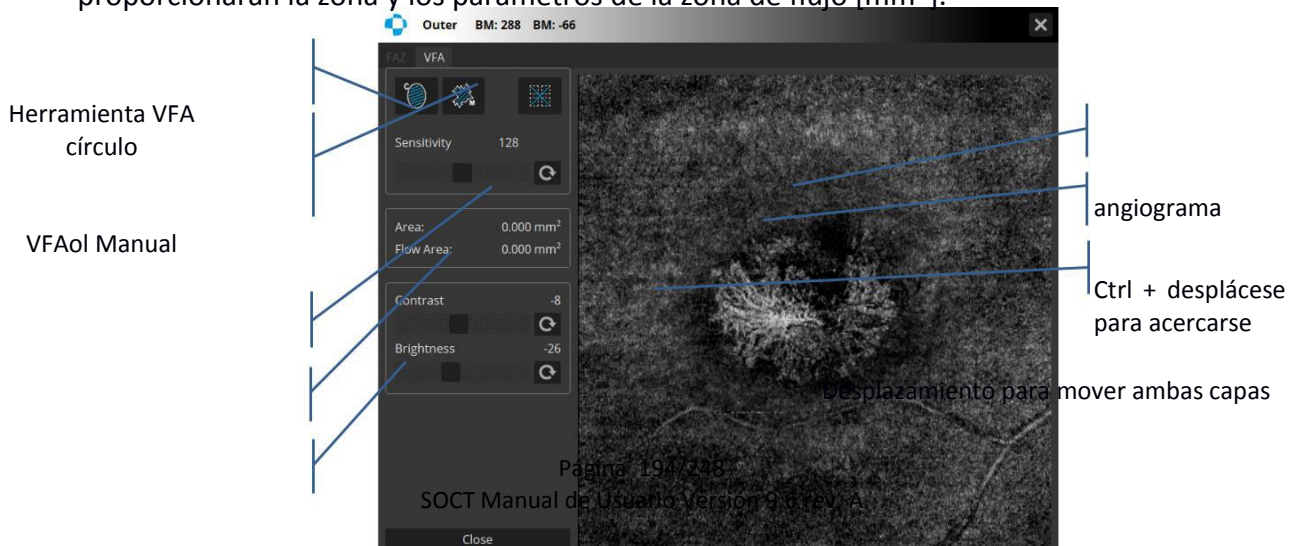 proporcionarán la zona y los parámetros de la zona de flujo [mm²].
Outer BM: 288 BM: -66
FAZ VFA
C M
Herramienta VFA
círculo
Sensitivity 128
angiograma
Area: 0.000 mm²
VFAol Manual
Flow Area: 0.000 mm²
Ctrl + desplácese
para acercarse
Contrast -8
Brightness -26
Desplazamiento para mover ambas capas
Página 194/248
SOCT Manual de Usuario Versión 9.6 rev. A
Close